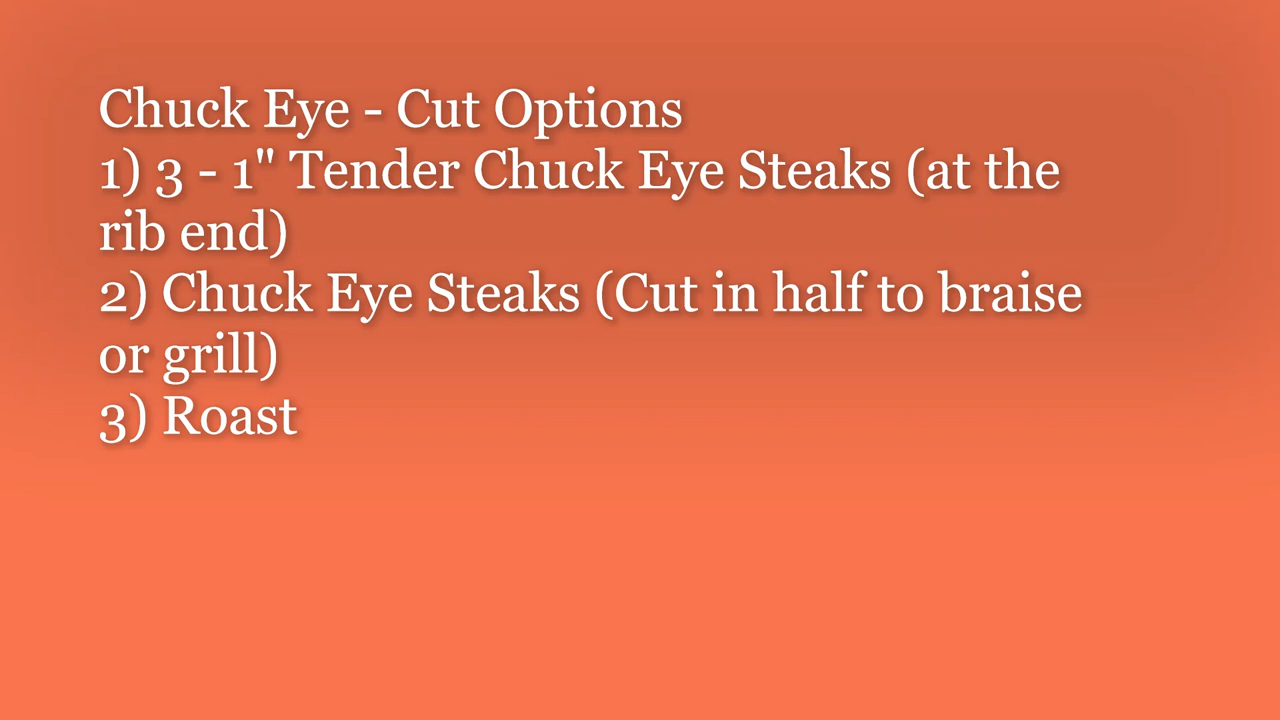 Chuck Eye - Cut Options
1) 3 - 1" Tender Chuck Eye Steaks (at the
rib end)
2) Chuck Eye Steaks (Cut in half to braise
or grill)
3) Roast